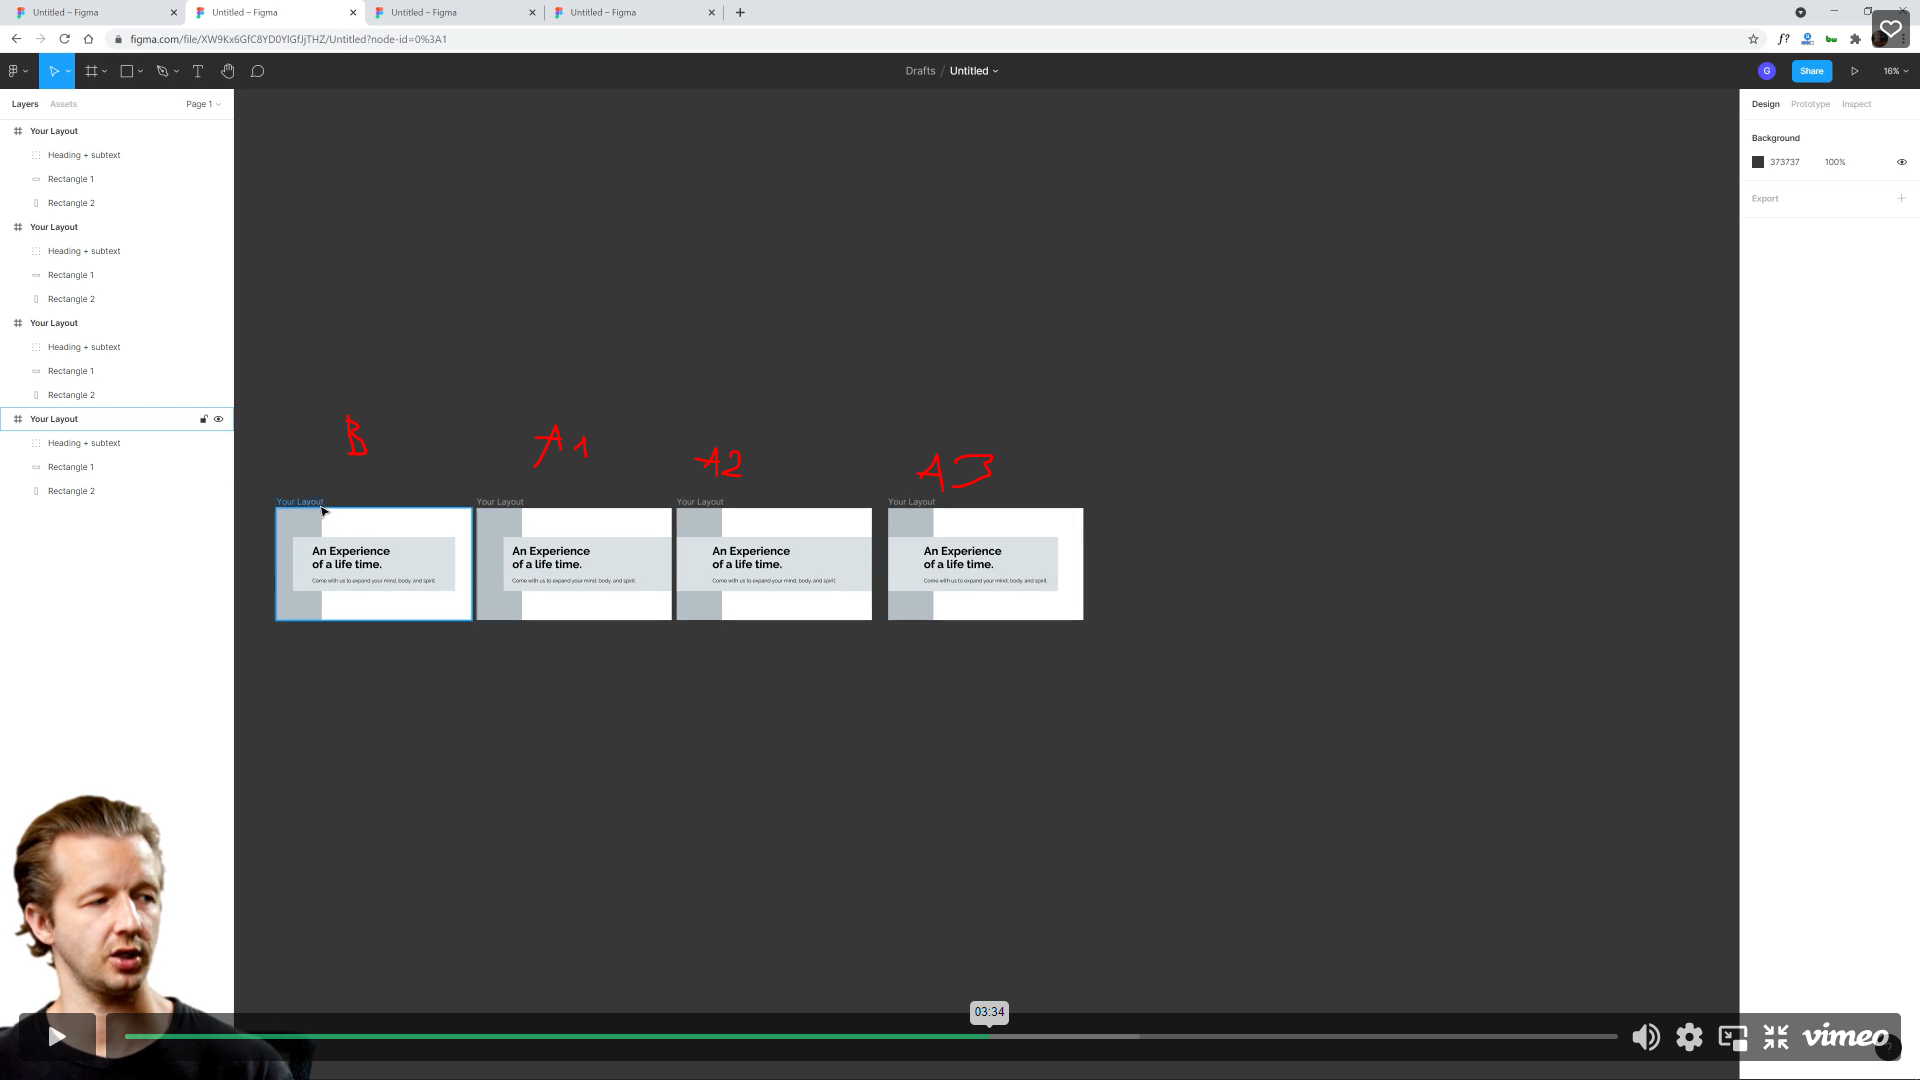 Untitled – Figma
Untitled – Figma
Untitled – Figma
Untitled – Figma
figma.com/file/XW9Kx6GfC8YD0YlGfJjTHZ/Untitled?node-id=0%3A1
f?
bw
Drafts / Untitled
G
Share
16%
Layers
Assets
Page 1
Your Layout
Heading + subtext
Rectangle 1
Rectangle 2
Your Layout
Heading + subtext
Rectangle 1
Rectangle 2
Your Layout
Heading + subtext
Rectangle 1
Rectangle 2
Your Layout
Heading + subtext
Rectangle 1
Rectangle 2
B
A1
A2
A3
Your Layout
An Experience
of a life time.
Come with us to expand your mind, body, and spirit.
Your Layout
An Experience
of a life time.
Come with us to expand your mind, body, and spirit.
Your Layout
An Experience
of a life time.
Come with us to expand your mind, body, and spirit.
Your Layout
An Experience
of a life time.
Come with us to expand your mind, body, and spirit.
Design
Prototype
Inspect
Background
373737
100%
Export
03:34
vimeo
?